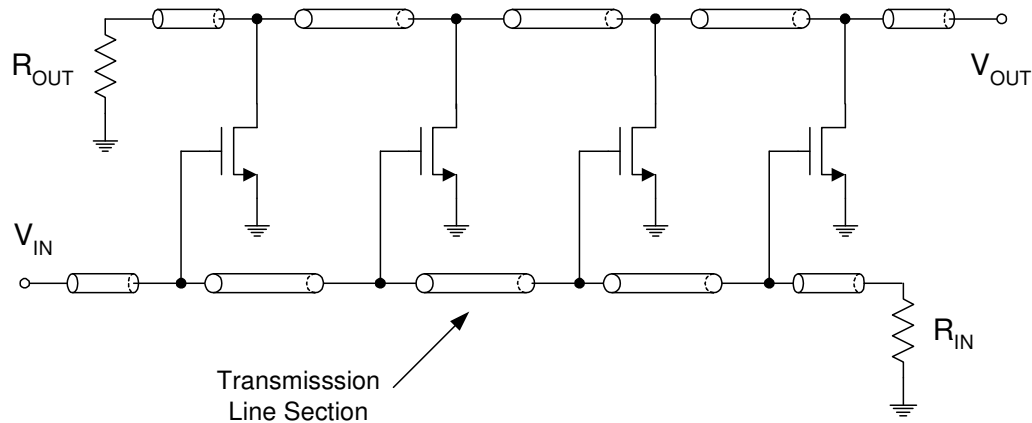 R_OUT
V_OUT
V_IN
R_IN
Transmisssion
Line Section